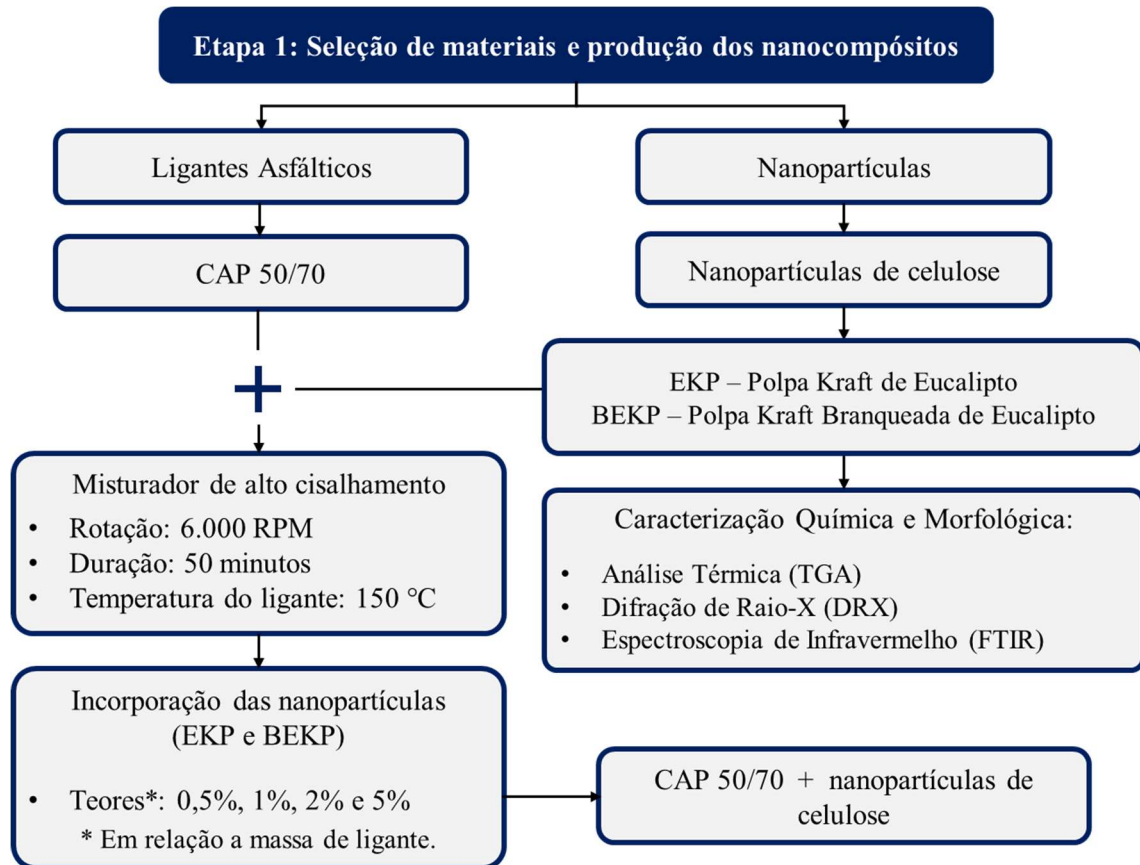 Etapa 1: Seleção de materiais e produção dos nanocompósitos
Ligantes Asfálticos
Nanopartículas
CAP 50/70
Nanopartículas de celulose
+
EKP – Polpa Kraft de Eucalipto
BEKP – Polpa Kraft Branqueada de Eucalipto
Misturador de alto cisalhamento
• Rotação: 6.000 RPM
• Duração: 50 minutos
• Temperatura do ligante: 150 °C
Caracterização Química e Morfológica:
• Análise Térmica (TGA)
• Difração de Raio-X (DRX)
• Espectroscopia de Infravermelho (FTIR)
Incorporação das nanopartículas
(EKP e BEKP)
• Teores*: 0,5%, 1%, 2% e 5%
* Em relação a massa de ligante.
CAP 50/70 + nanopartículas de
celulose